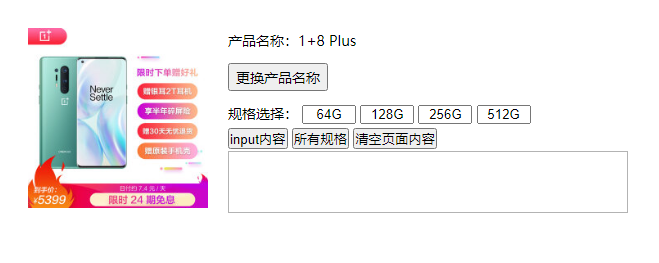 1+
限时下单赠好礼
Never
Settle
赠银耳2T耳机
享半年碎屏险
赠30天无忧退货
赠原装手机壳
到手价:
¥5399
日付约7.4元/天
限时 24 期免息
产品名称：1+8 Plus
更换产品名称
规格选择： 64G 128G 256G 512G
input内容 所有规格 清空页面内容